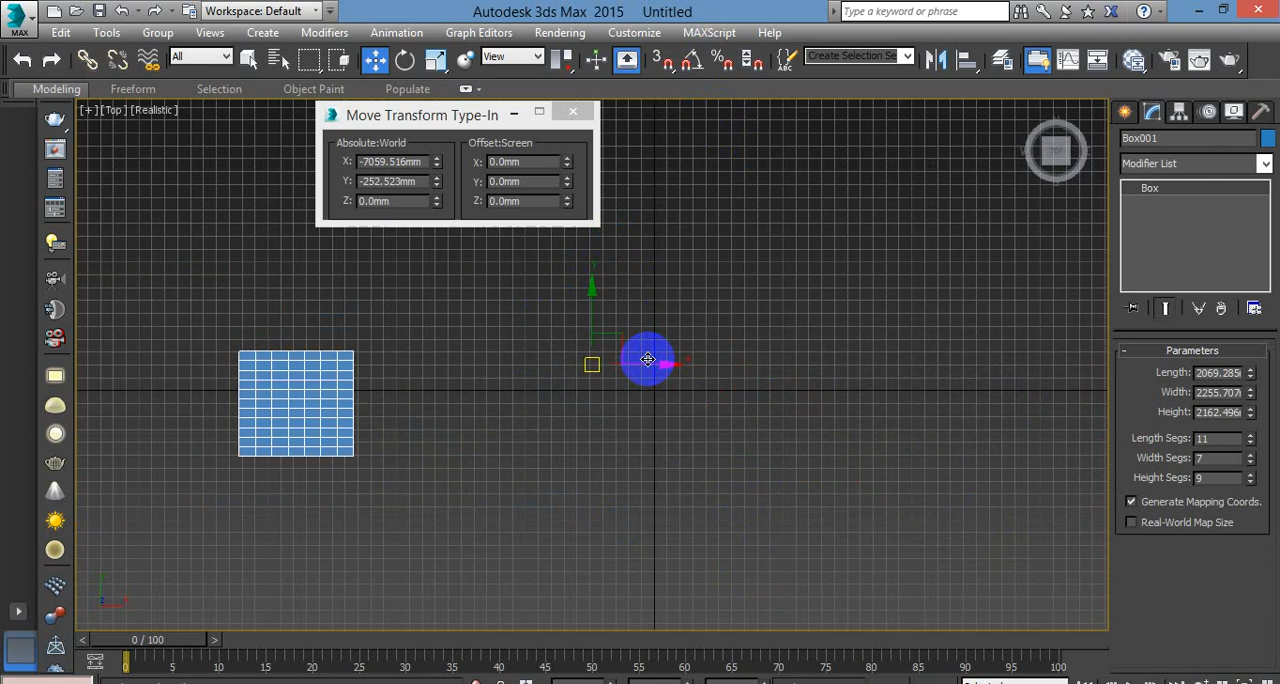 Workspace: Default
Autodesk 3ds Max 2015 Untitled
Type a keyword or phrase
MAX
Edit Tools Group Views Create Modifiers Animation Graph Editors Rendering Customize MAXScript Help
All
View
3
Create Selection Se
Modeling Freeform Selection Object Paint Populate
[+] [Top] [Realistic]
Move Transform Type-In
Absolute:World
X: -7059.516mm
Y: -252.523mm
Z: 0.0mm
Offset:Screen
X: 0.0mm
Y: 0.0mm
Z: 0.0mm
TOP
Box001
Modifier List
Box
Parameters
Length: 2069.285
Width: 2255.707
Height: 2162.496
Length Segs: 11
Width Segs: 7
Height Segs: 9
Generate Mapping Coords.
Real-World Map Size
0 / 100
0 5 10 15 20 25 30 35 40 45 50 55 60 65 70 75 80 85 90 95 100